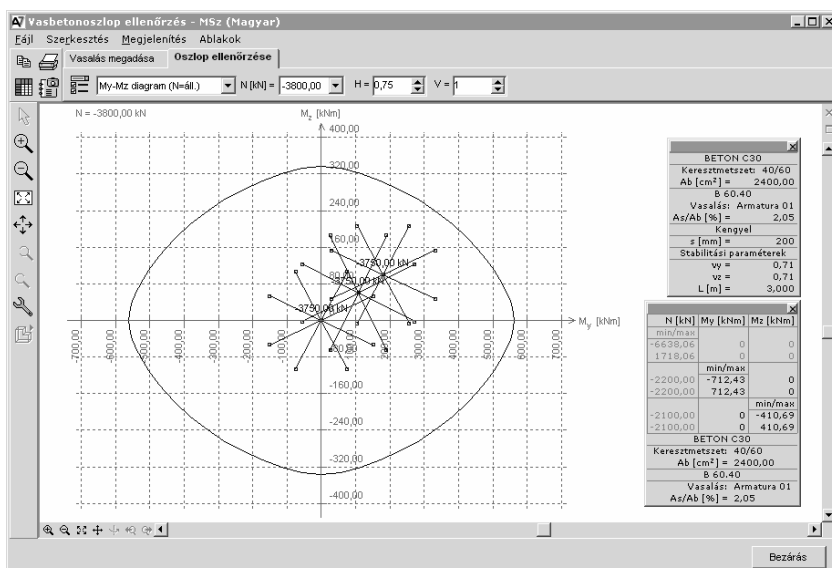 Vasbetonoszlop ellenőrzés - MSz (Magyar)
Fájl Szerkesztés Megjelenítés Ablakok
Vasalás megadása Oszlop ellenőrzése
My-Mz diagram (N=áll.) N [kN] = -3800,00 H = 0,75 V = 1
N = -3800,00 kN
Mz [kNm]
400,00
320,00
240,00
160,00
80,00
-80,00
-160,00
-240,00
-320,00
-400,00
-700,00
-600,00
-500,00
-400,00
-300,00
-200,00
-100,00
100,00
200,00
300,00
400,00
500,00
600,00
700,00
My [kNm]
-3750,00 kN
-3750,00 kN
-3750,00 kN
BETON C30
Keresztmetszet: 40/60
Ab [cm²] = 2400,00
B 60.40
Vasalás: Armatura 01
As/Ab [%] = 2,05
Kengyel
s [mm] = 200
Stabilitási paraméterek
νy = 0,71
νz = 0,71
L [m] = 3,000
N [kN] My [kNm] Mz [kNm]
min/max
-6638,06 0 0
1718,06 0 0
min/max
-2200,00 -712,43 0
-2200,00 712,43 0
min/max
-2100,00 0 -410,69
-2100,00 0 410,69
BETON C30
Keresztmetszet: 40/60
Ab [cm²] = 2400,00
B 60.40
Vasalás: Armatura 01
As/Ab [%] = 2,05
Bezárás